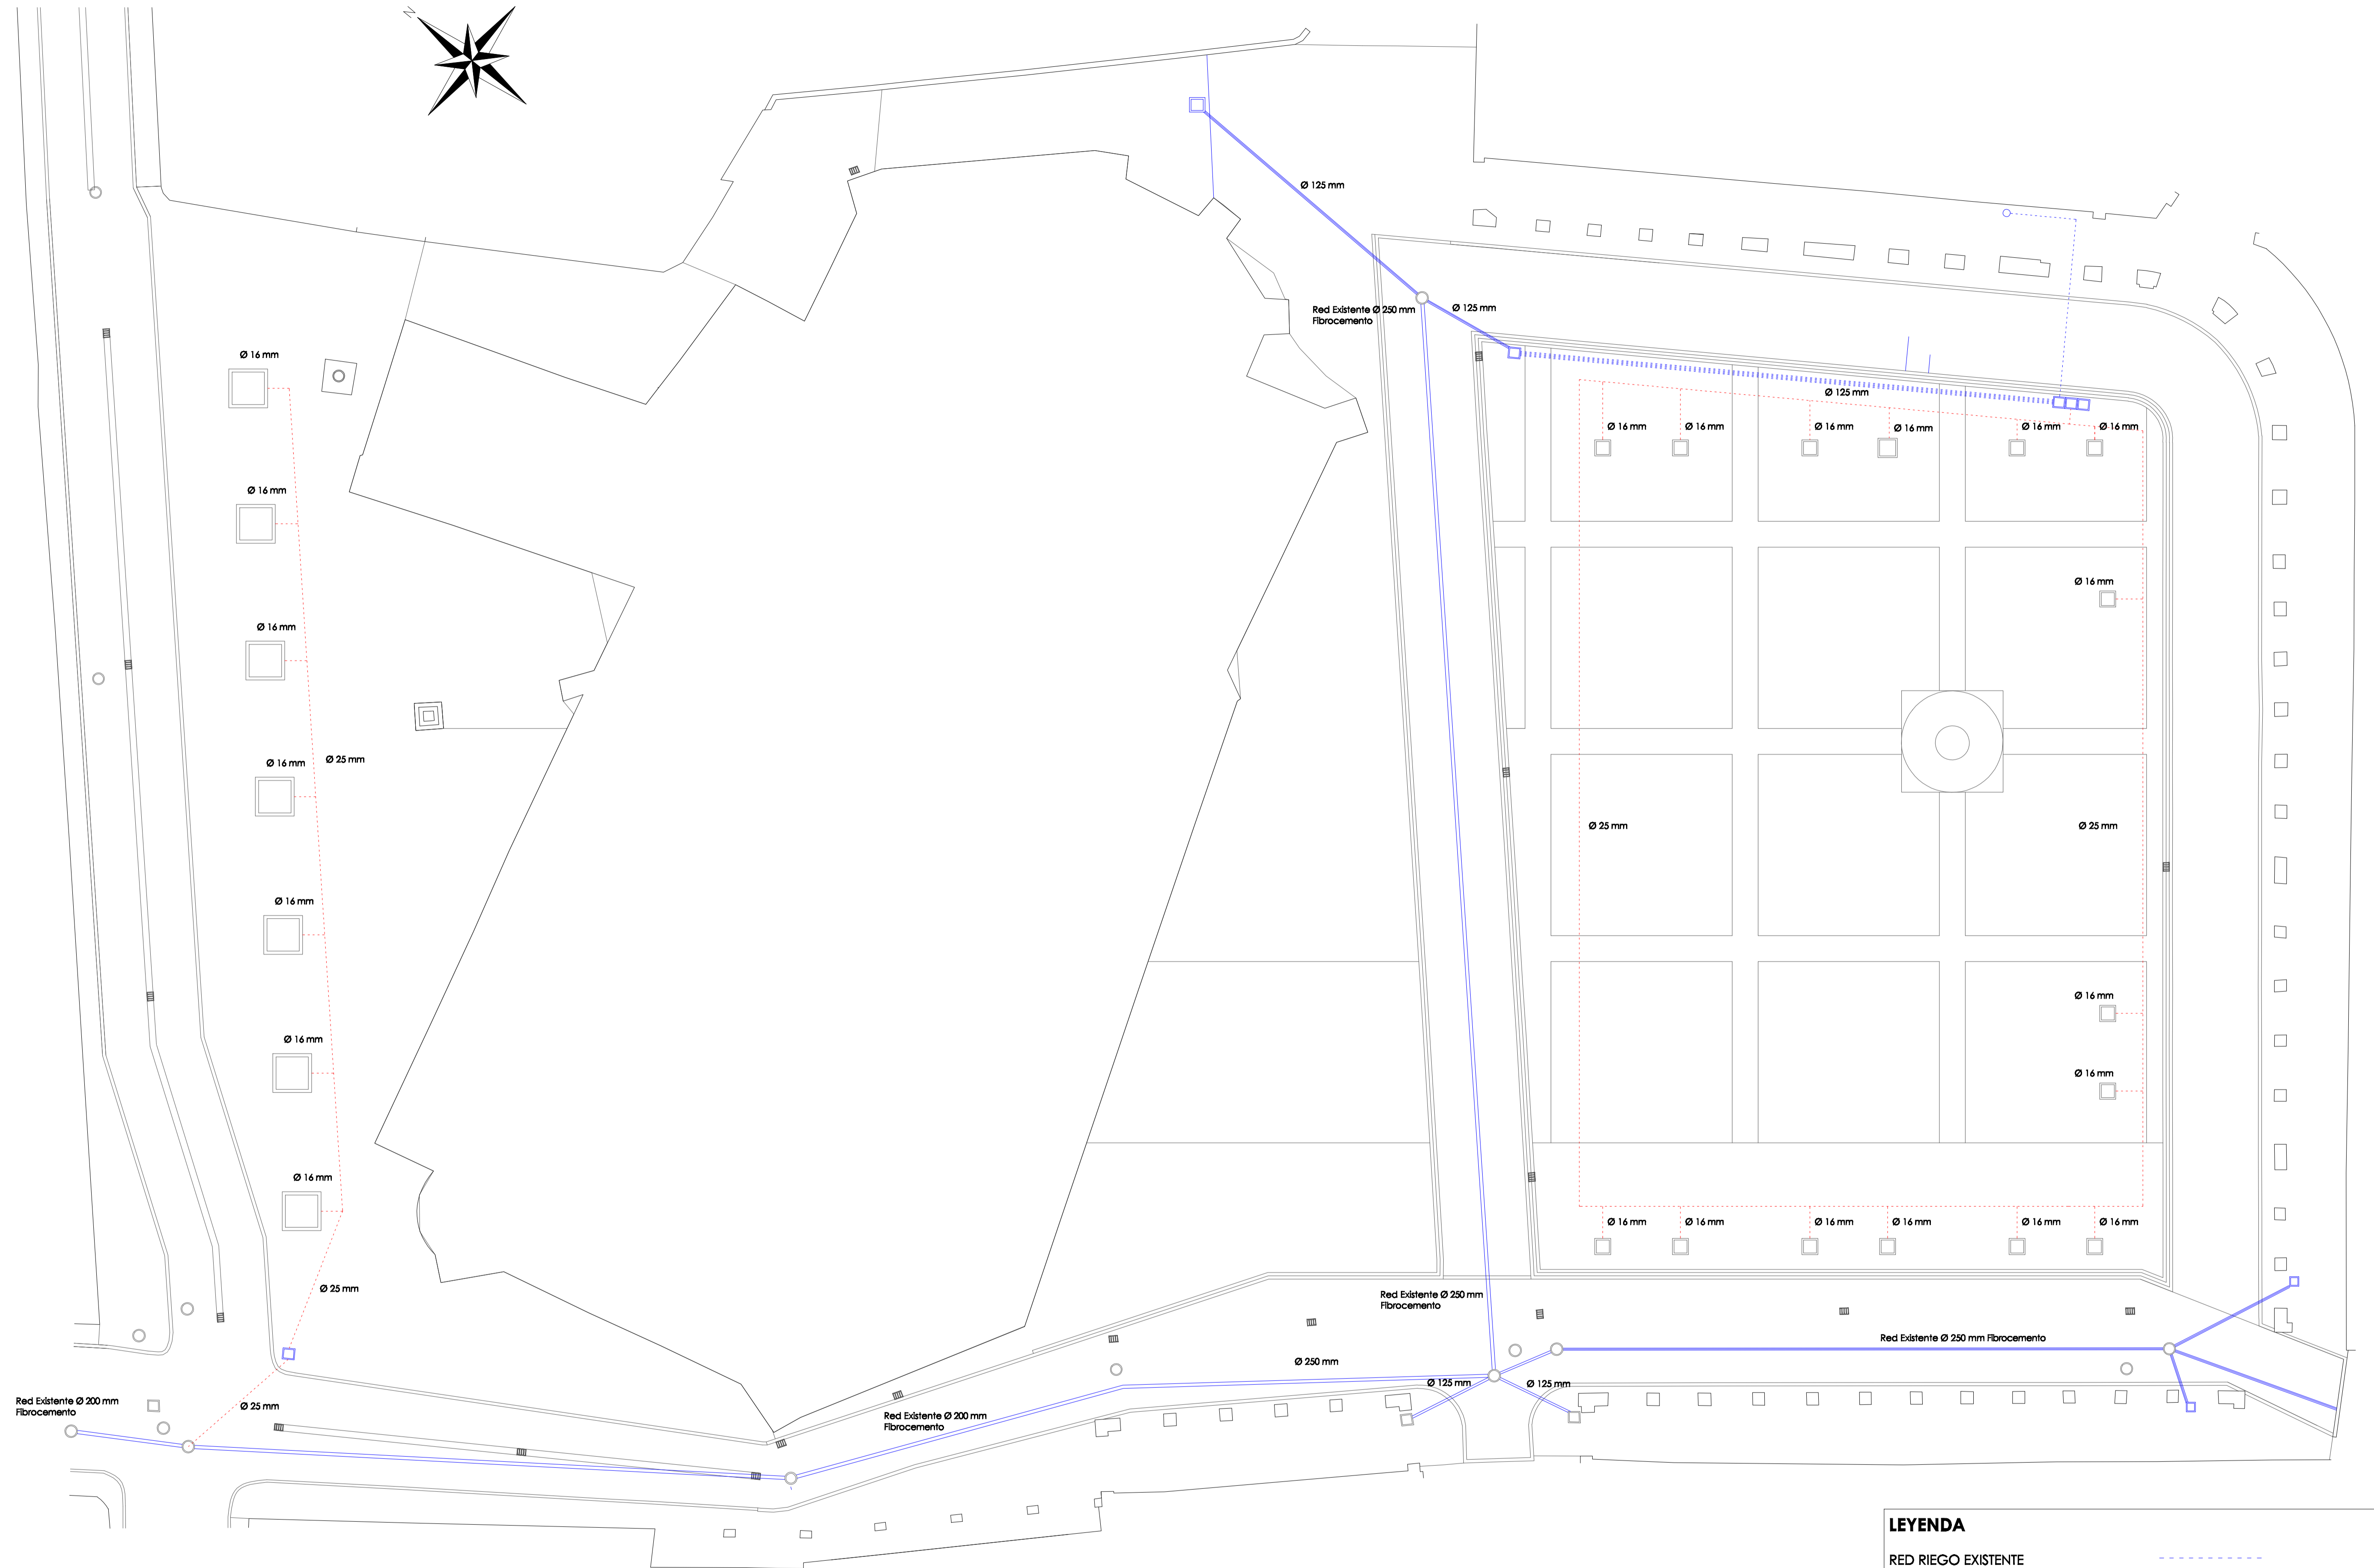 N
Ø 125 mm
Red Existente Ø 250 mm
Fibrocemento
Ø 125 mm
Ø 16 mm
Ø 125 mm
Ø 16 mm
Ø 16 mm
Ø 16 mm
Ø 16 mm
Ø 16 mm
Ø 16 mm
Ø 16 mm
Ø 16 mm
Ø 16 mm
Ø 25 mm
Ø 16 mm
Ø 25 mm
Ø 25 mm
Ø 16 mm
Ø 16 mm
Ø 16 mm
Ø 16 mm
Ø 16 mm
Ø 16 mm
Ø 16 mm
Ø 16 mm
Ø 16 mm
Ø 16 mm
Ø 16 mm
Ø 25 mm
Red Existente Ø 250 mm
Fibrocemento
Red Existente Ø 250 mm Fibrocemento
Ø 250 mm
Ø 125 mm
Ø 125 mm
Red Existente Ø 200 mm
Fibrocemento
Ø 25 mm
Red Existente Ø 200 mm
Fibrocemento
LEYENDA
RED RIEGO EXISTENTE